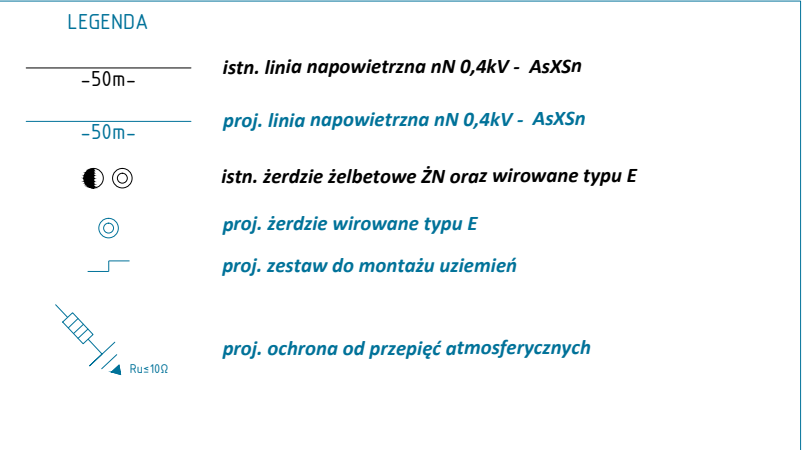 LEGENDA
istn. linia napowietrzna nN 0,4kV - AsXSn
-50m-
proj. linia napowietrzna nN 0,4kV - AsXSn
-50m-
istn. żerdzie żelbetowe ŻN oraz wirowane typu E
proj. żerdzie wirowane typu E
proj. zestaw do montażu uziemień
proj. ochrona od przepięć atmosferycznych
Ru≤10Ω